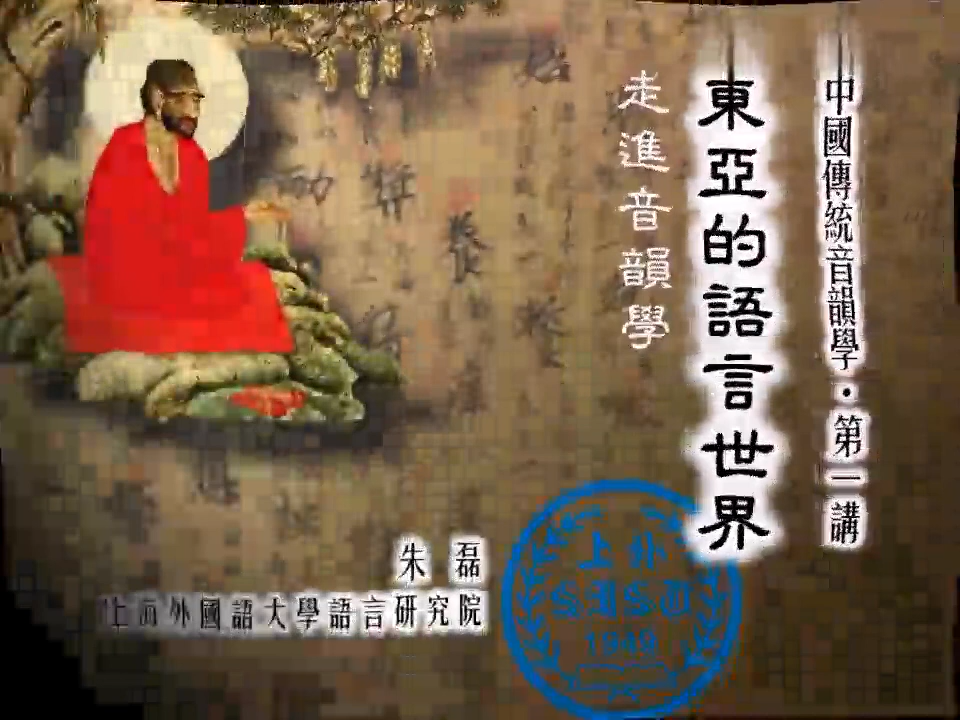 中國傳統音韻學·第一講
東亞的語言世界
走進音韻學
朱磊
上海外國語大學語言研究院
上外
SISU
1949